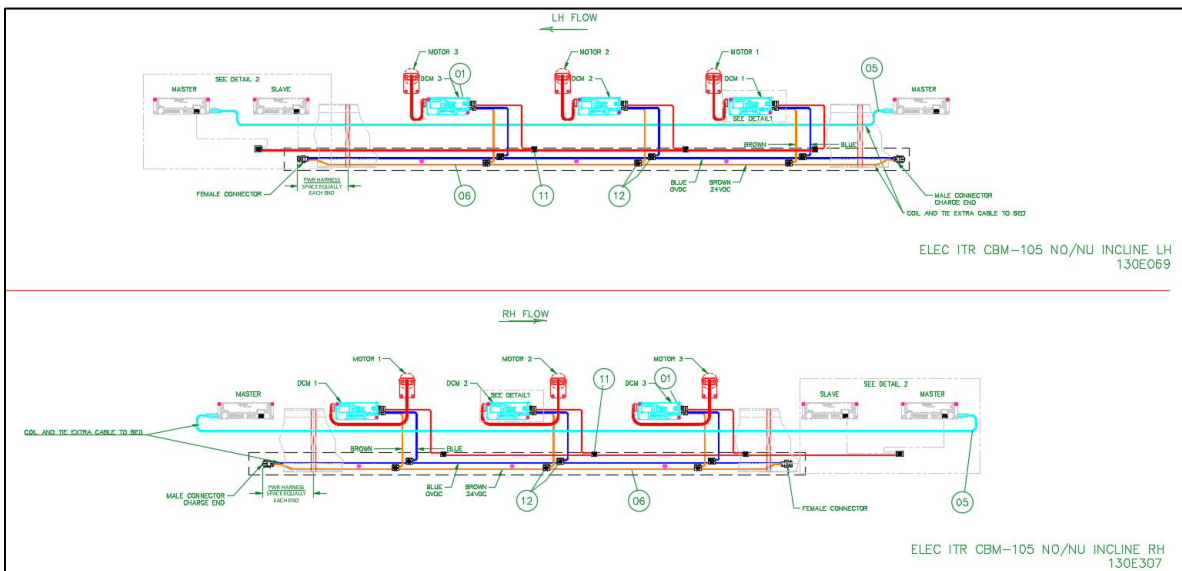 LH FLOW
MOTOR 3
MOTOR 2
MOTOR 1
SEE DETAIL 2
MASTER
SLAVE
DCM 3
01
DCM 2
DCM 1
05
MASTER
SEE DETAIL1
BROWN
BLUE
FEMALE CONNECTOR
PWR HARNESS
SPACE EQUALLY
EACH END
06
11
12
BLUE
0VDC
BROWN
24VDC
MALE CONNECTOR
CHARGE END
COIL AND TIE EXTRA CABLE TO BED
ELEC ITR CBM-105 NO/NU INCLINE LH
130E069
RH FLOW
MOTOR 1
MOTOR 2
MOTOR 3
MASTER
DCM 1
DCM 2
SEE DETAIL1
11
DCM 3
01
SEE DETAIL 2
SLAVE
MASTER
COIL AND TIE EXTRA CABLE TO BED
BROWN
BLUE
MALE CONNECTOR
CHARGE END
PWR HARNESS
SPACE EQUALLY
EACH END
BLUE
0VDC
BROWN
24VDC
12
06
FEMALE CONNECTOR
05
ELEC ITR CBM-105 NO/NU INCLINE RH
130E307